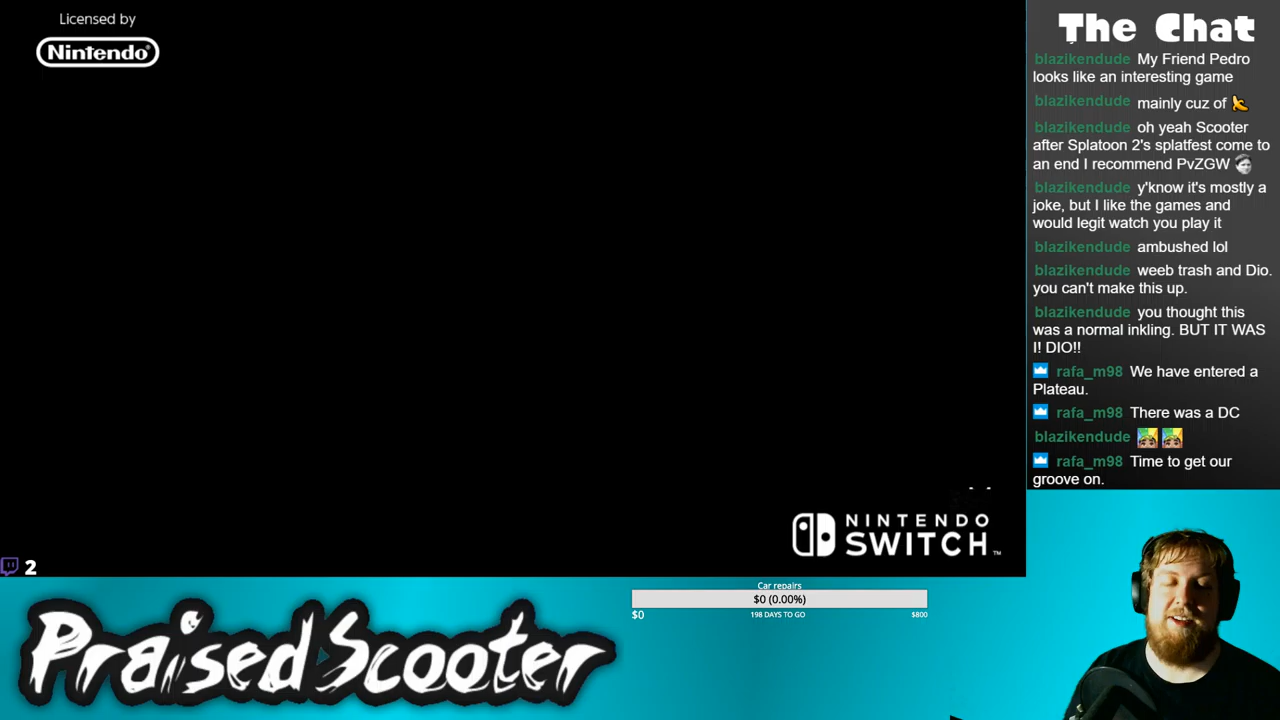 Licensed by
Nintendo®
NINTENDO
SWITCH™
2
The Chat
blazikendude My Friend Pedro
looks like an interesting game
blazikendude mainly cuz of
blazikendude oh yeah Scooter
after Splatoon 2's splatfest come to
an end I recommend PvZGW
blazikendude y'know it's mostly a
joke, but I like the games and
would legit watch you play it
blazikendude ambushed lol
blazikendude weeb trash and Dio.
you can't make this up.
blazikendude you thought this
was a normal inkling. BUT IT WAS
I! DIO!!
rafa_m98 We have entered a
Plateau.
rafa_m98 There was a DC
blazikendude
rafa_m98 Time to get our
groove on.
PraisedScooter
Car repairs
$0 (0.00%)
$0 198 DAYS TO GO $800